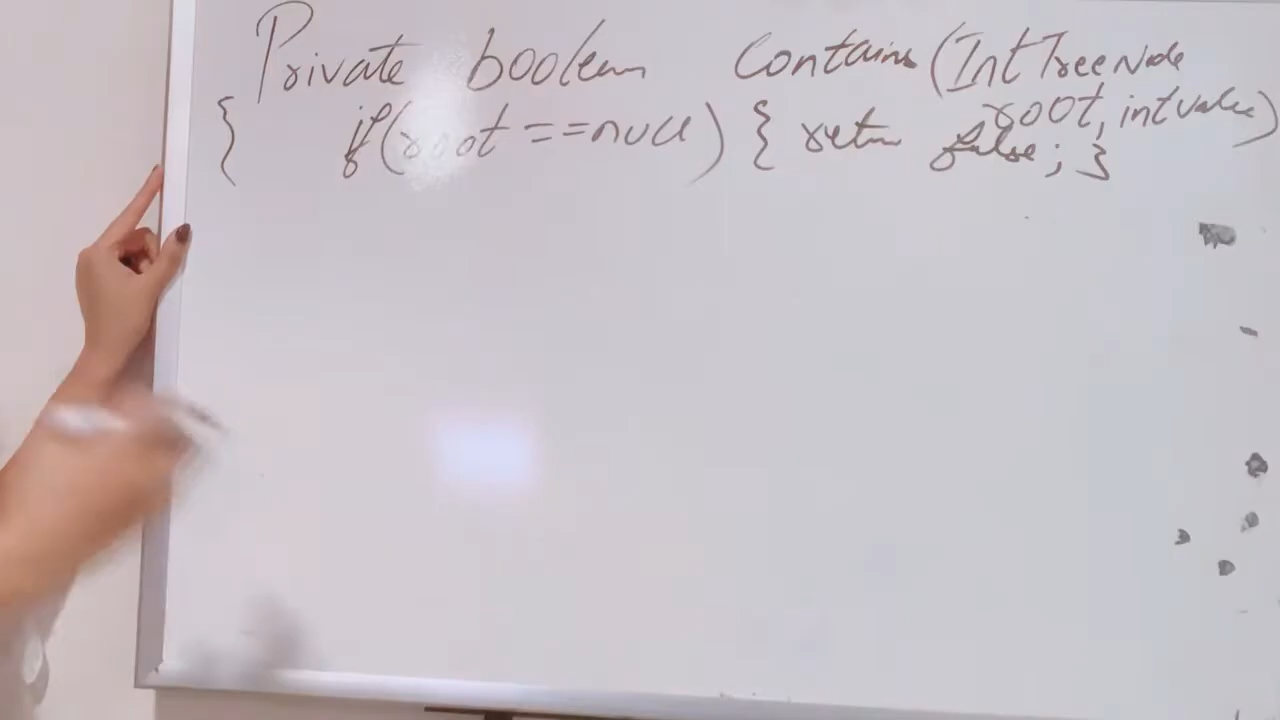 Private boolean Contains (IntTreeNode
root, int value)
{ if (root == null) { return false; }